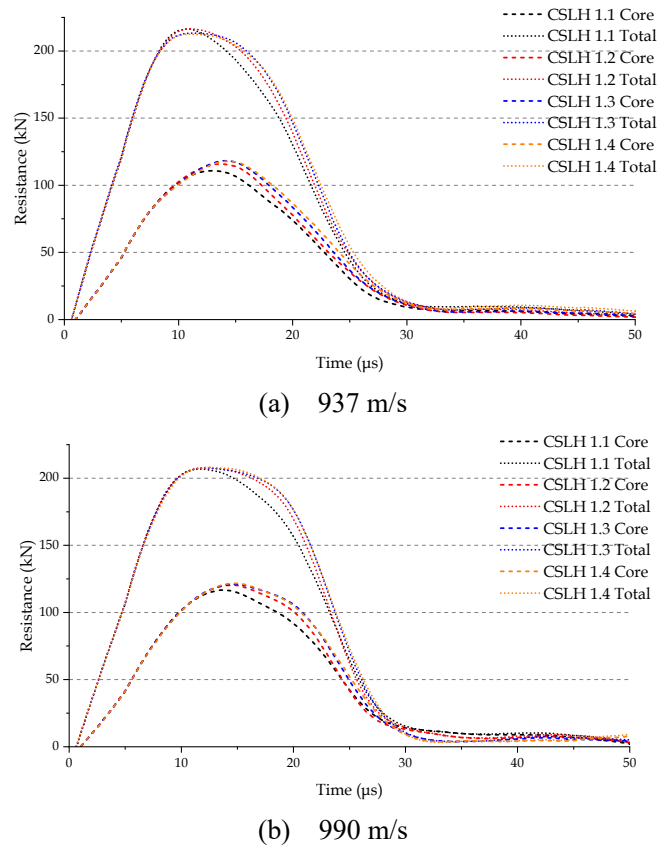 CSLH 1.1 Core
CSLH 1.1 Total
CSLH 1.2 Core
CSLH 1.2 Total
CSLH 1.3 Core
CSLH 1.3 Total
CSLH 1.4 Core
CSLH 1.4 Total
Resistance (kN)
200
150
100
50
0
0 10 20 30 40 50
Time (µs)
(a) 937 m/s
CSLH 1.1 Core
CSLH 1.1 Total
CSLH 1.2 Core
CSLH 1.2 Total
CSLH 1.3 Core
CSLH 1.3 Total
CSLH 1.4 Core
CSLH 1.4 Total
Resistance (kN)
200
150
100
50
0
0 10 20 30 40 50
Time (µs)
(b) 990 m/s